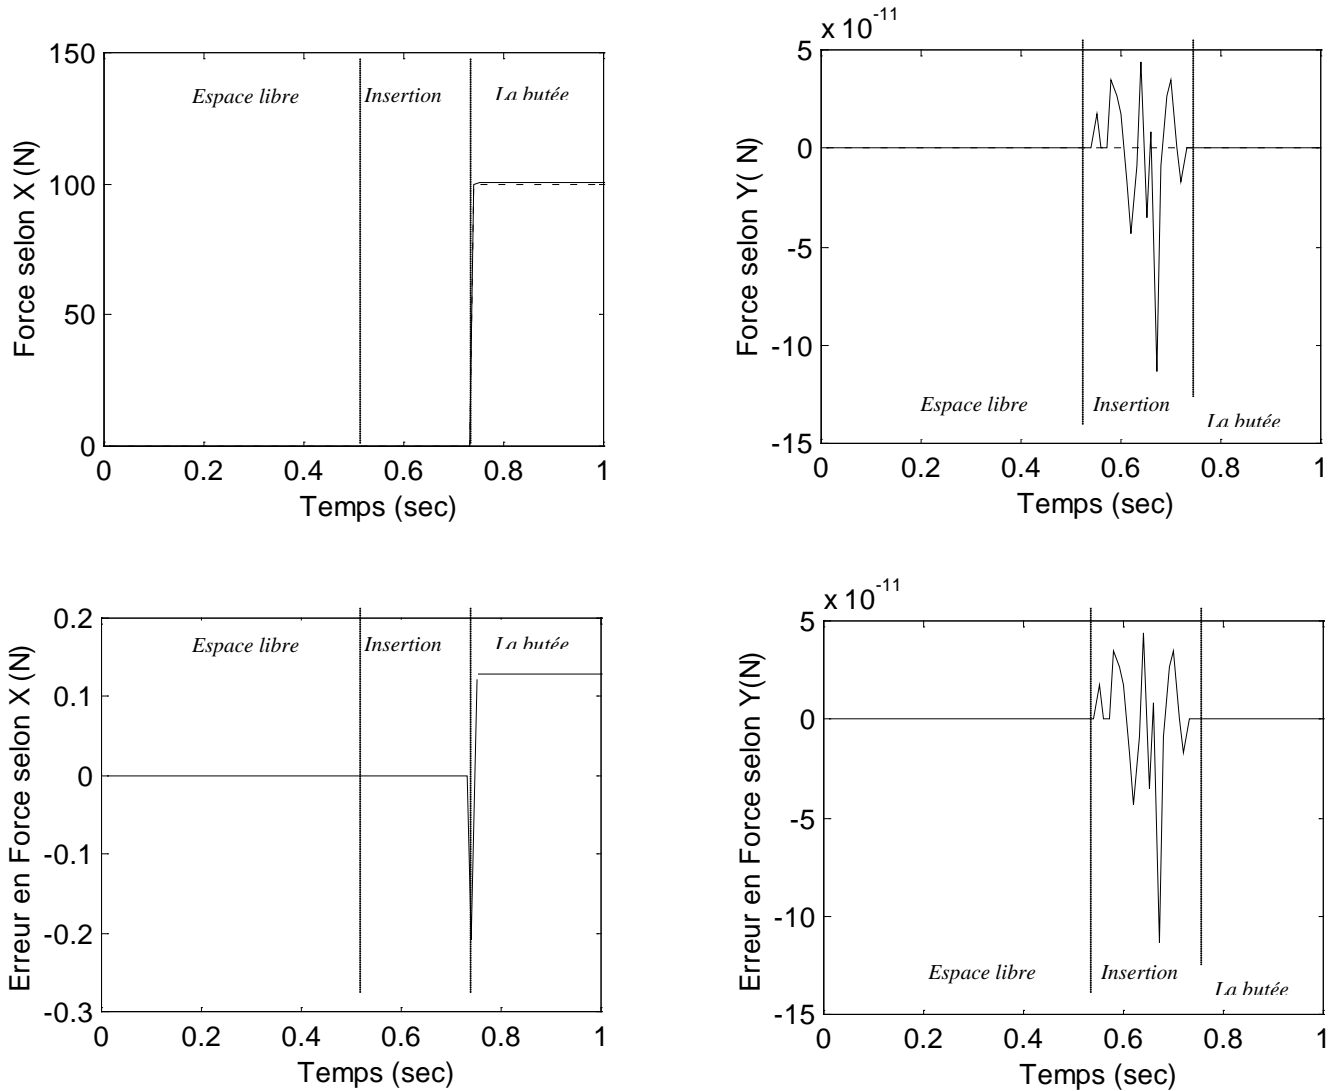 150
100
50
0
0 0.2 0.4 0.6 0.8 1
Temps (sec)
Force selon X (N)
Espace libre
Insertion
La butée
x 10-11
5
0
-5
-10
-15
0 0.2 0.4 0.6 0.8 1
Temps (sec)
Force selon Y( N)
Espace libre
Insertion
La butée
0.2
0.1
0
-0.1
-0.2
-0.3
0 0.2 0.4 0.6 0.8 1
Temps (sec)
Erreur en Force selon X (N)
Espace libre
Insertion
La butée
x 10-11
5
0
-5
-10
-15
0 0.2 0.4 0.6 0.8 1
Temps (sec)
Erreur en Force selon Y(N)
Espace libre
Insertion
La butée